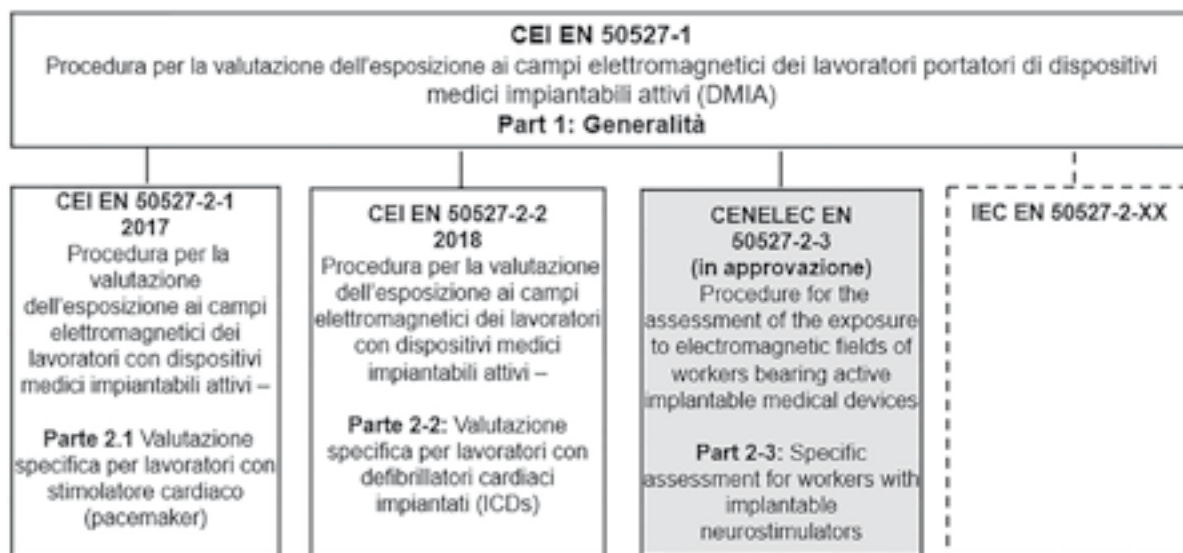 CEI EN 50527-1
Procedura per la valutazione dell'esposizione ai campi elettromagnetici dei lavoratori portatori di dispositivi
medici impiantabili attivi (DMIA)
Part 1: Generalità
CEI EN 50527-2-1
2017
Procedura per la
valutazione
dell'esposizione ai campi
elettromagnetici dei
lavoratori con dispositivi
medici impiantabili attivi –
Parte 2.1 Valutazione
specifica per lavoratori con
stimolatore cardiaco
(pacemaker)
CEI EN 50527-2-2
2018
Procedura per la valutazione
dell'esposizione ai campi
elettromagnetici dei lavoratori
con dispositivi medici
impiantabili attivi –
Parte 2-2: Valutazione
specifica per lavoratori con
defibrillatori cardiaci
impiantati (ICDs)
CENELEC EN
50527-2-3
(in approvazione)
Procedure for the
assessment of the exposure
to electromagnetic fields of
workers bearing active
implantable medical devices
Part 2-3: Specific
assessment for workers with
implantable
neurostimulators
IEC EN 50527-2-XX